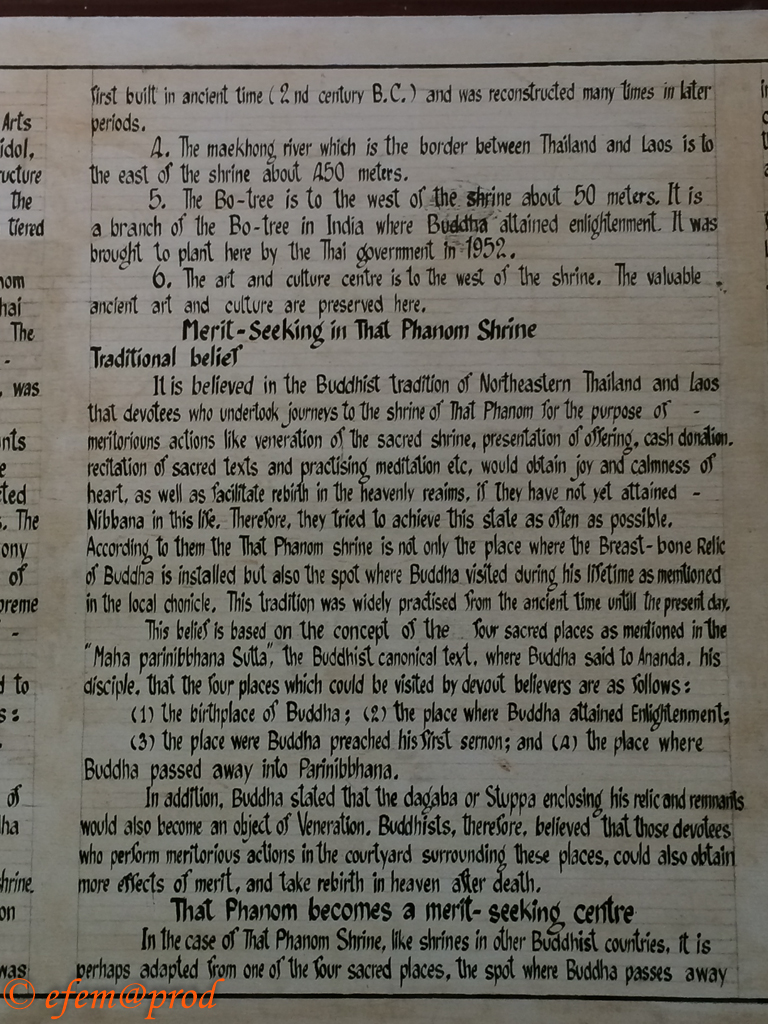 first built in ancient time (2nd century B.C.) and was reconstructed many times in later
periods.
4. The maekhong river which is the border between Thailand and Laos is to
the east of the shrine about 450 meters.
5. The Bo-tree is to the west of the shrine about 50 meters. It is
a branch of the Bo-tree in India where Buddha attained enlightenment. It was
brought to plant here by the Thai government in 1952.
6. The art and culture centre is to the west of the shrine. The valuable
ancient art and culture are preserved here.
Merit-Seeking in That Phanom Shrine
Traditional belief
It is believed in the Buddhist tradition of Northeastern Thailand and Laos
that devotees who undertook journeys to the shrine of That Phanom for the purpose of -
meritoriouns actions like veneration of the sacred shrine, presentation of offering, cash donation,
recitation of sacred texts and practising meditation etc, would obtain joy and calmness of
heart, as well as facilitate rebirth in the heavenly reaims, if they have not yet attained -
Nibbana in this life. Therefore, they tried to achieve this state as often as possible.
According to them the That Phanom shrine is not only the place where the Breast-bone Relic
of Buddha is installed but also the spot where Buddha visited during his lifetime as memtioned
in the local chonicle. This tradition was widely practised from the ancient time untill the present day.
This belief is based on the concept of the four sacred places as mentioned in the
"Maha parinibbhana Sutta", the Buddhist canonical text, where Buddha said to Ananda, his
disciple, that the four places which could be visited by devout believers are as follows:
(1) the birthplace of Buddha; (2) the place where Buddha attained Enlightenment;
(3) the place were Buddha preached his first sernon; and (4) the place where
Buddha passed away into Parinibbhana.
In addition, Buddha stated that the dagaba or Stuppa enclosing his relic and remnants
would also become an object of Veneration. Buddhists, therefore, believed that those devotees
who perform meritorious actions in the courtyard surrounding these places, could also obtain
more effects of merit, and take rebirth in heaven after death.
That Phanom becomes a merit-seeking centre
In the case of That Phanom Shrine, like shrines in other Buddhist countries, it is
perhaps adapted from one of the four sacred places, the spot where Buddha passes away
Arts
idol,
the
tiered
The
-
was
The
of
-
to
of
on
was
© efem@prod